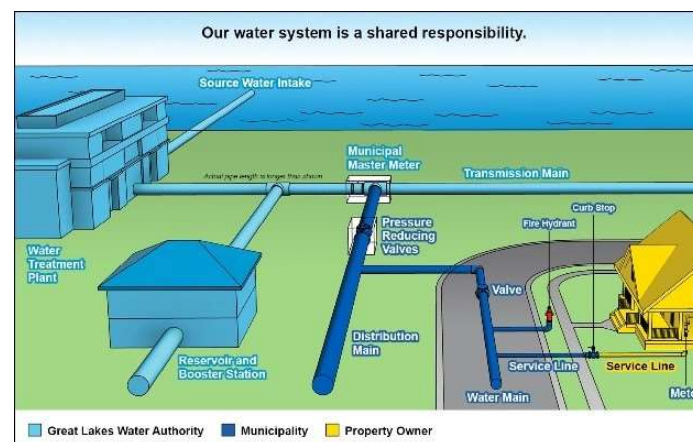 Our water system is a shared responsibility.
Source Water Intake
Municipal
Master Meter
Actual pipe length is longer than shown
Transmission Main
Curb Stop
Fire Hydrant
Pressure
Reducing
Valves
Water
Treatment
Plant
Valve
Distribution
Main
Reservoir and
Booster Station
Service Line
Service Line
Water Main
Great Lakes Water Authority
Municipality
Property Owner